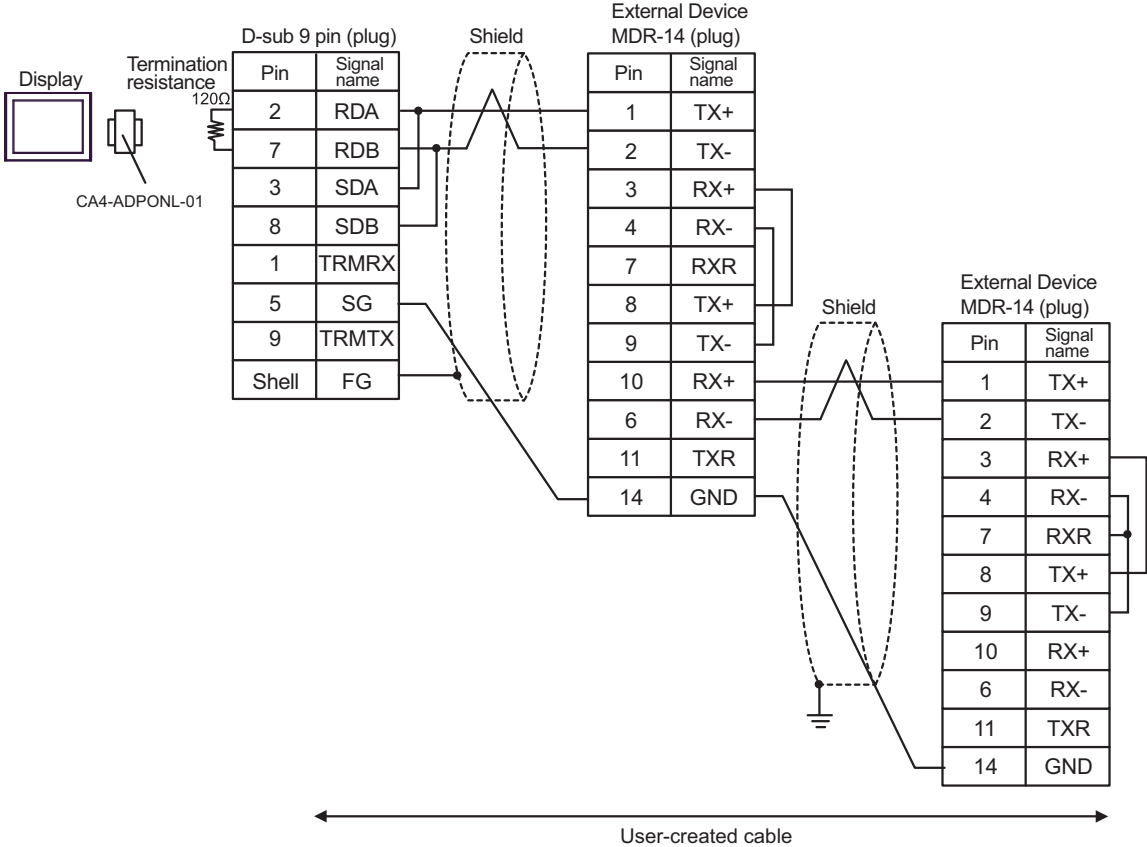 Display
CA4-ADPONL-01
Termination
resistance
120Ω
D-sub 9 pin (plug)
Pin Signal name
2 RDA
7 RDB
3 SDA
8 SDB
1 TRMRX
5 SG
9 TRMTX
Shell FG
Shield
External Device
MDR-14 (plug)
Pin Signal name
1 TX+
2 TX-
3 RX+
4 RX-
7 RXR
8 TX+
9 TX-
10 RX+
6 RX-
11 TXR
14 GND
Shield
External Device
MDR-14 (plug)
Pin Signal name
1 TX+
2 TX-
3 RX+
4 RX-
7 RXR
8 TX+
9 TX-
10 RX+
6 RX-
11 TXR
14 GND
User-created cable